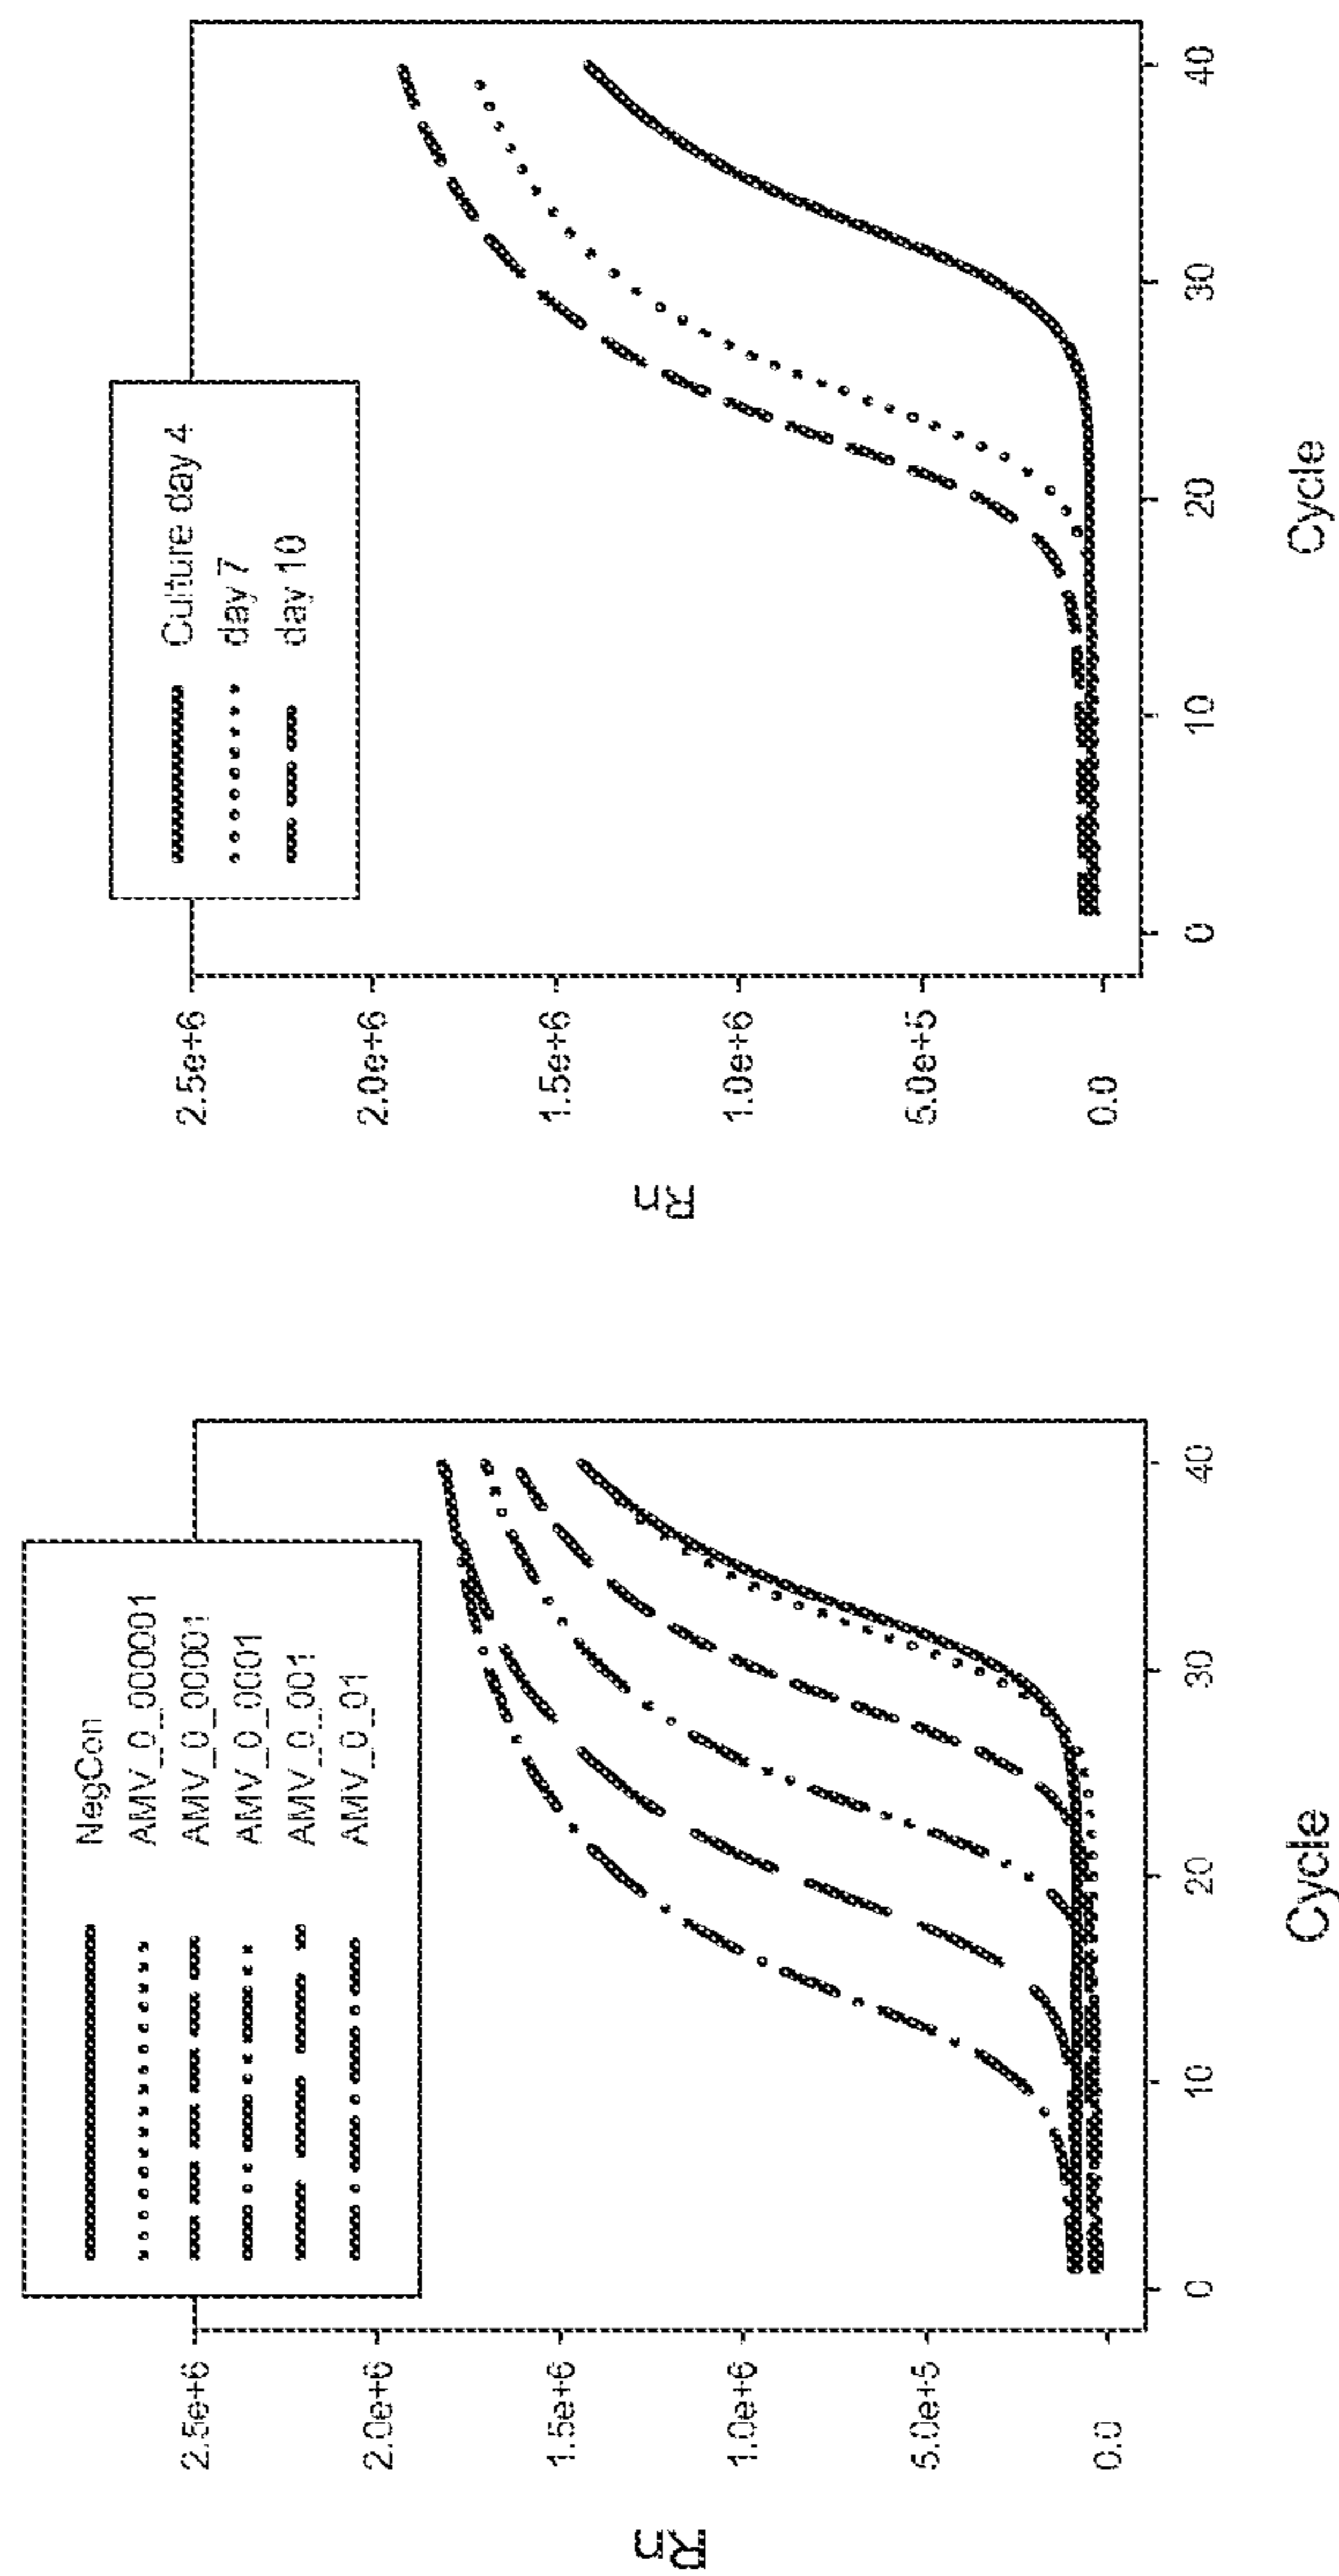 NegCon
AMV_0_000001
AMV_0_00001
AMV_0_0001
AMV_0_001
AMV_0_01
2.5e+6
2.0e+6
1.5e+6
1.0e+6
5.0e+5
0.0
Rn
0 10 20 30 40
Cycle
Culture day 4
day 7
day 10
2.5e+6
2.0e+6
1.5e+6
1.0e+6
5.0e+5
0.0
Rn
0 10 20 30 40
Cycle